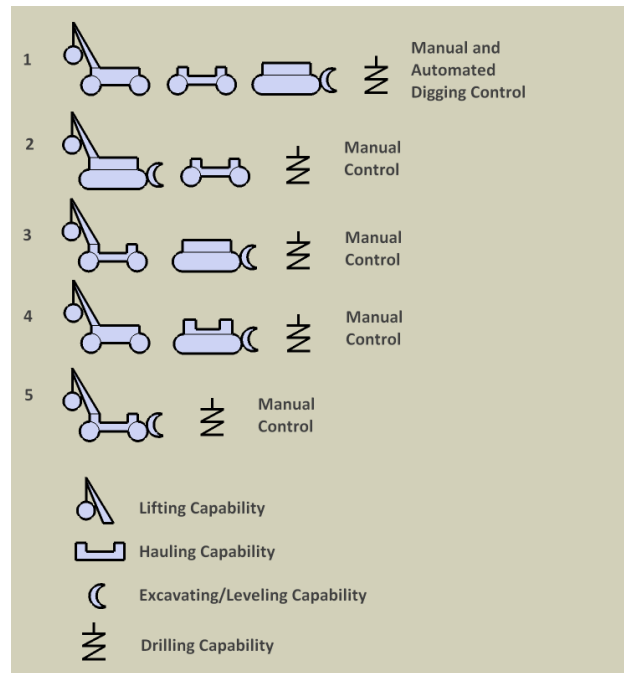 1
Manual and
Automated
Digging Control
2
Manual
Control
3
Manual
Control
4
Manual
Control
5
Manual
Control
Lifting Capability
Hauling Capability
Excavating/Leveling Capability
Drilling Capability